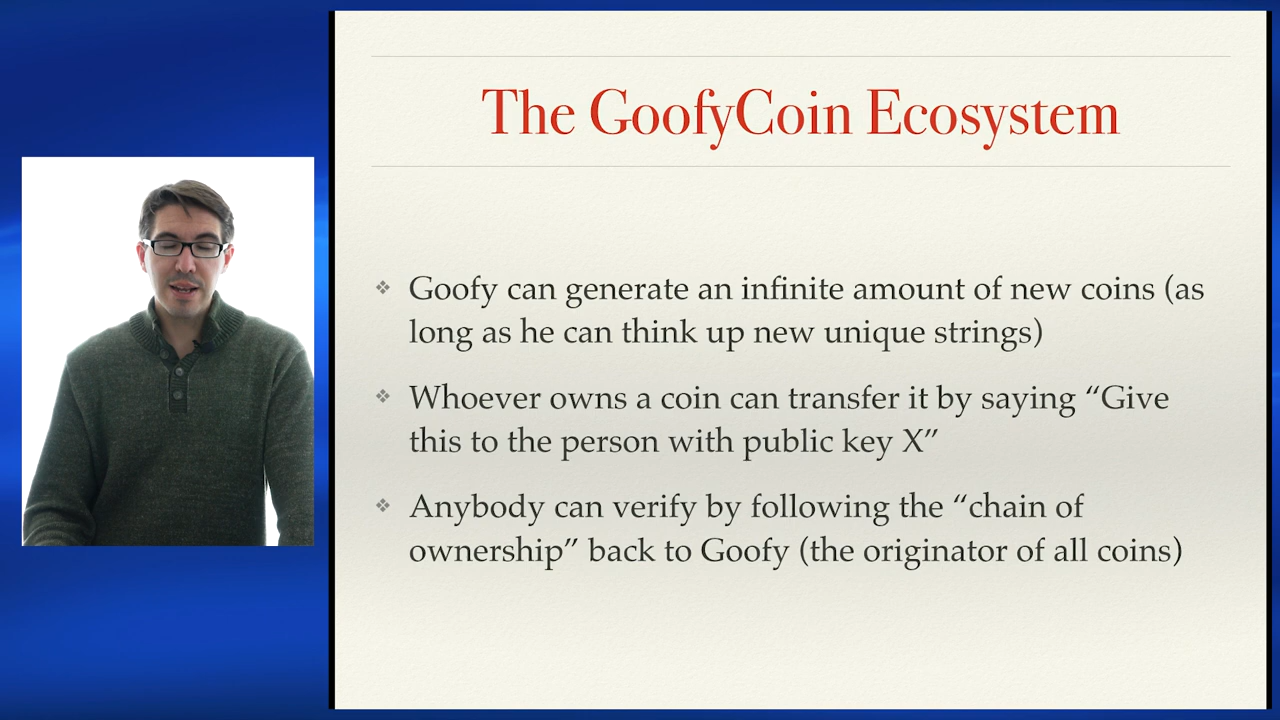 The GoofyCoin Ecosystem
❖ Goofy can generate an infinite amount of new coins (as
long as he can think up new unique strings)
❖ Whoever owns a coin can transfer it by saying “Give
this to the person with public key X”
❖ Anybody can verify by following the “chain of
ownership” back to Goofy (the originator of all coins)